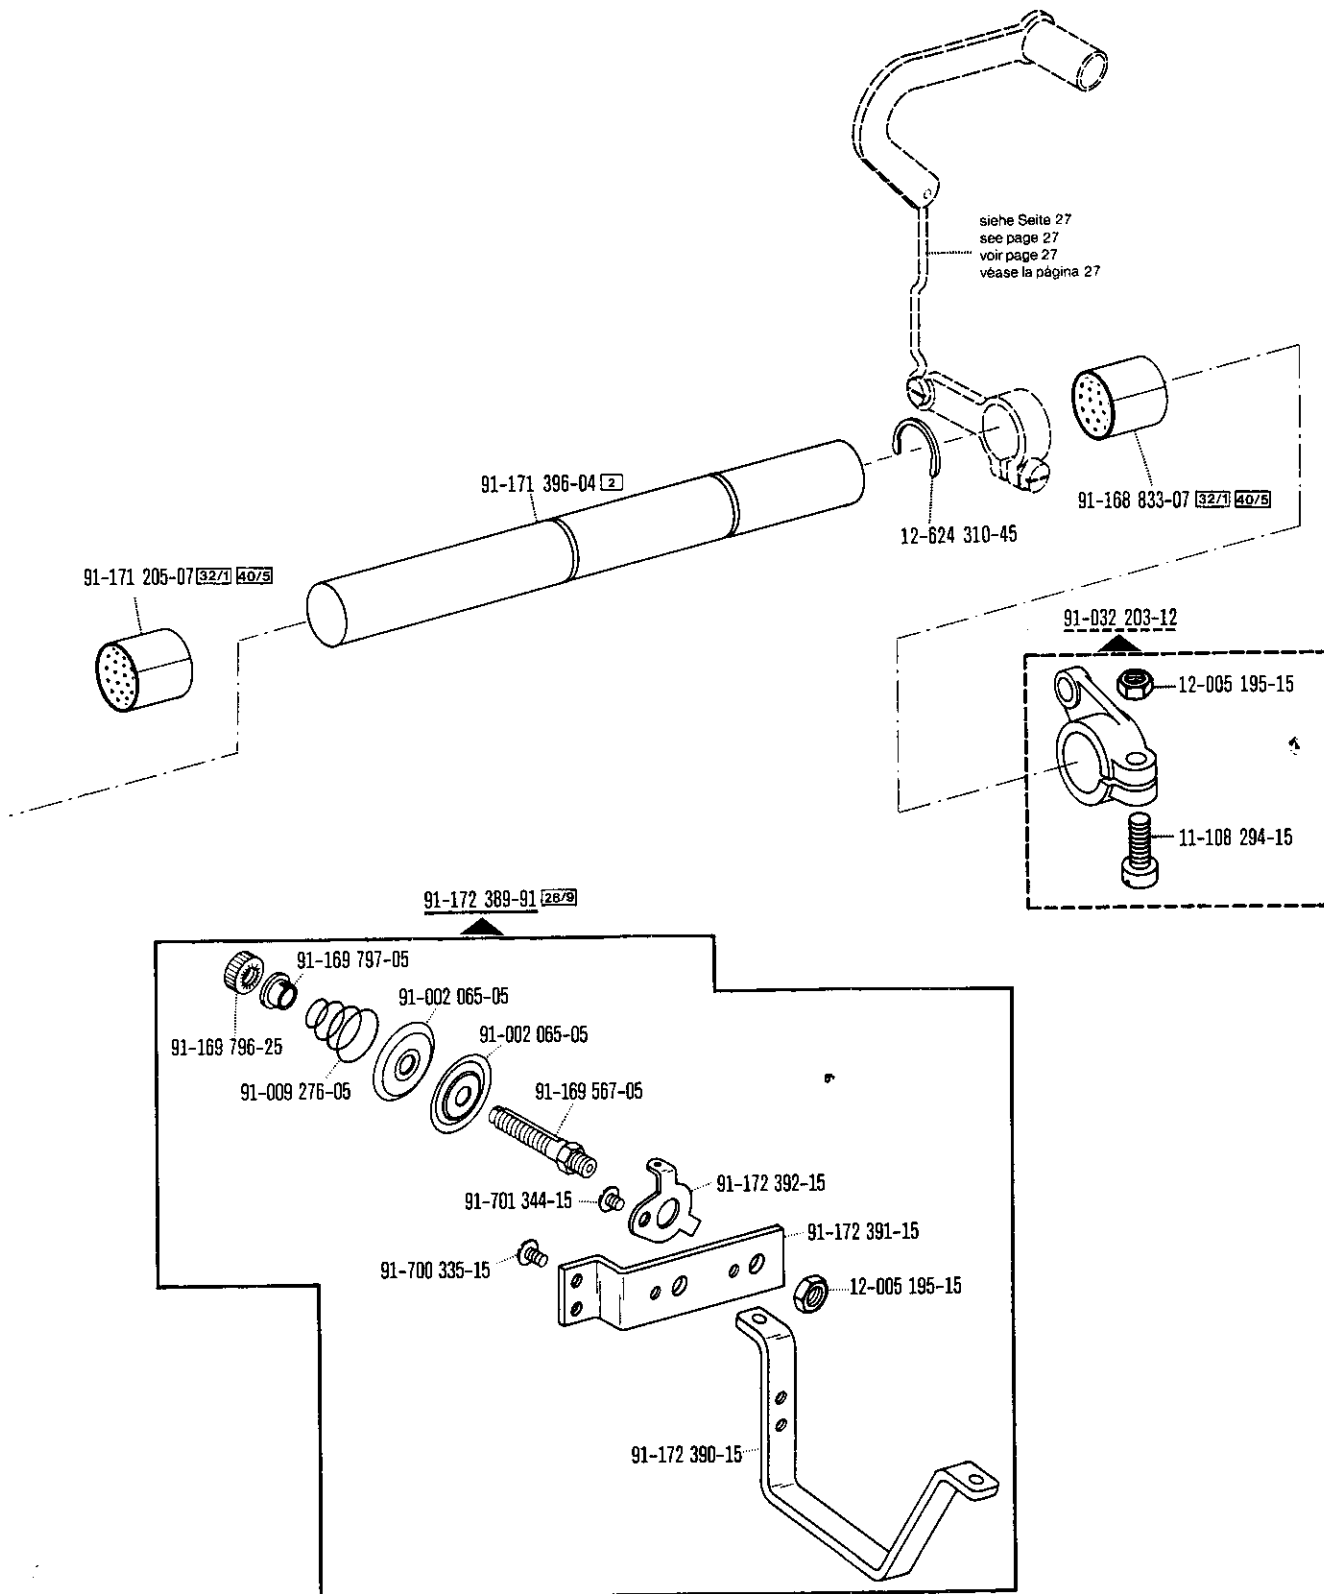 siehe Seite 27
see page 27
voir page 27
véase la página 27
91-171 396-04 2
12-624 310-45
91-168 833-07 32/1 40/5
91-171 205-07 32/1 40/5
91-032 203-12
12-005 195-15
11-108 294-15
91-172 389-91 26/9
91-169 797-05
91-002 065-05
91-169 796-25
91-002 065-05
91-009 276-05
91-169 567-05
91-701 344-15
91-172 392-15
91-172 391-15
91-700 335-15
12-005 195-15
91-172 390-15